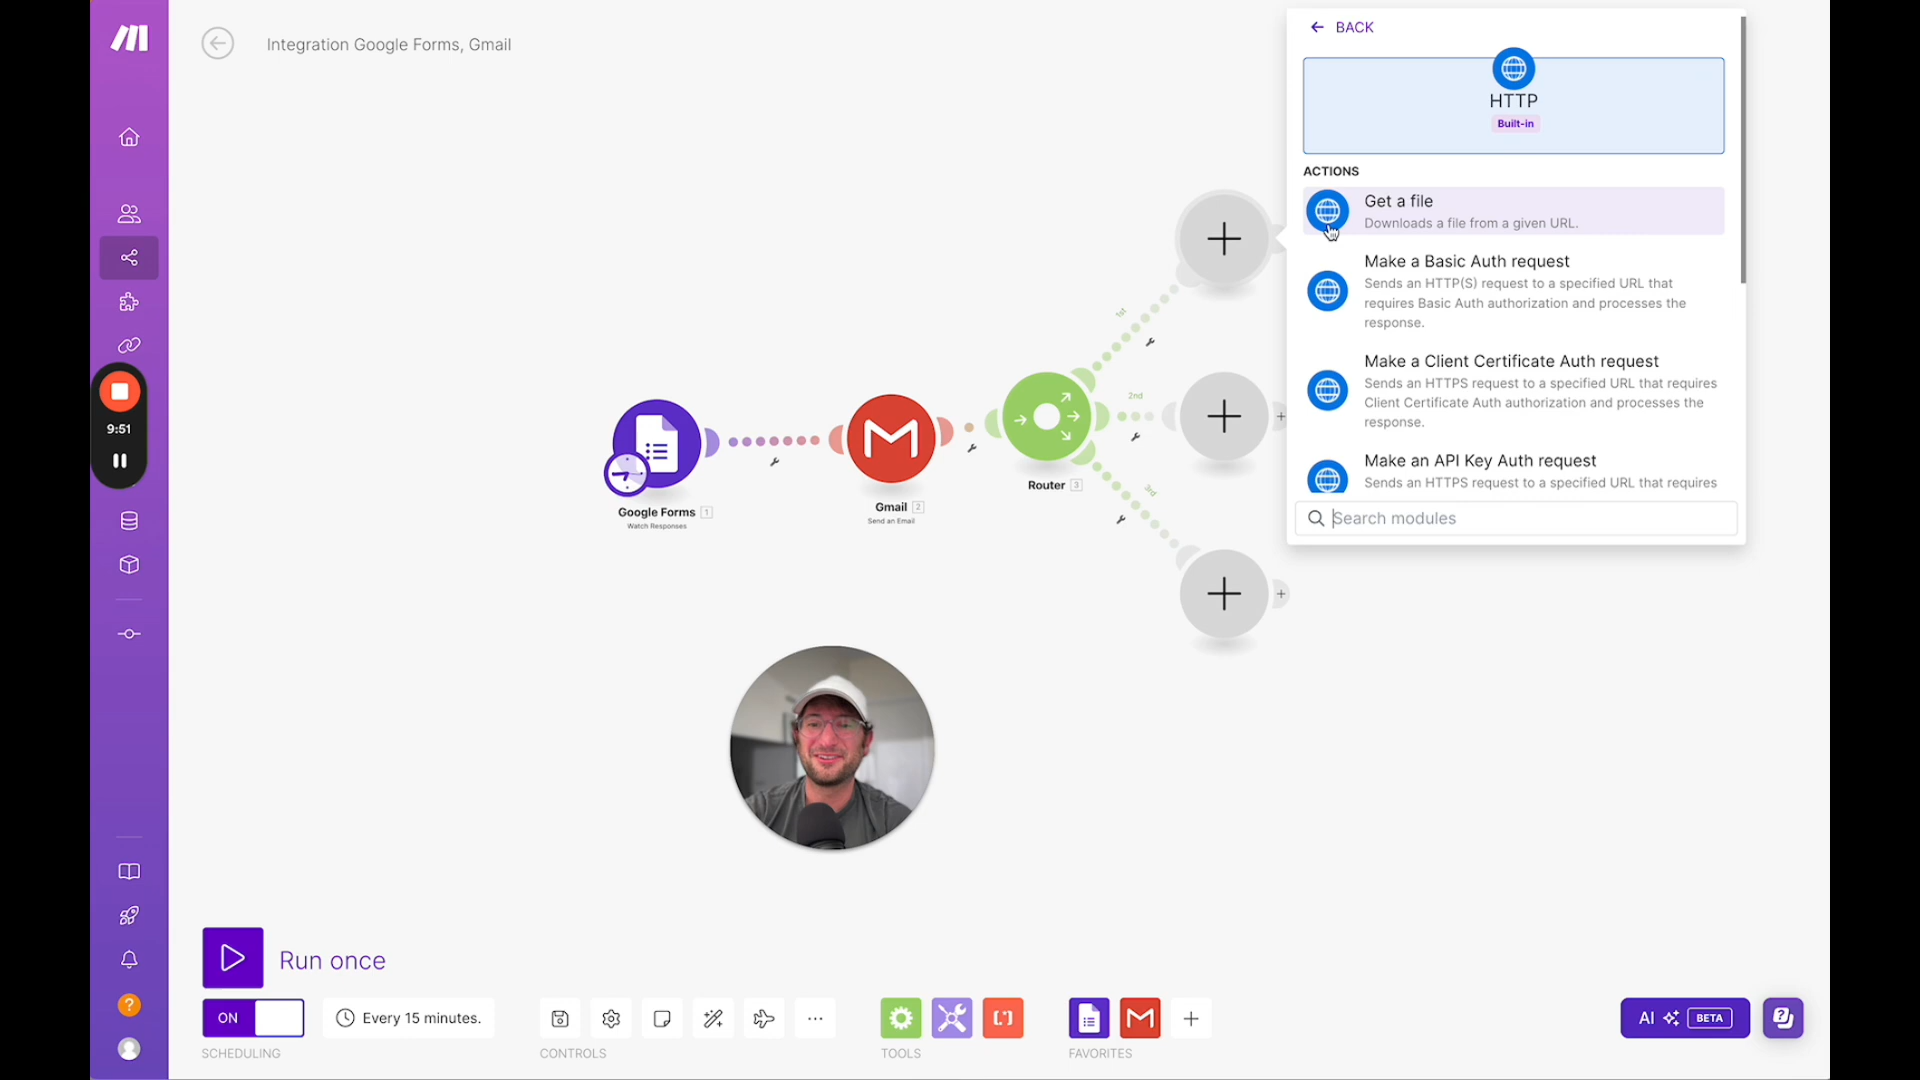 Integration Google Forms, Gmail
BACK
HTTP
Built-in
ACTIONS
Get a file
Downloads a file from a given URL.
Make a Basic Auth request
Sends an HTTP(S) request to a specified URL that
requires Basic Auth authorization and processes the
response.
Make a Client Certificate Auth request
Sends an HTTPS request to a specified URL that requires
Client Certificate Auth authorization and processes the
response.
Make an API Key Auth request
Sends an HTTPS request to a specified URL that requires
Search modules
1st
2nd
3rd
9:51
Google Forms 1
Watch Responses
Gmail 2
Send an Email
Router 3
Run once
ON
Every 15 minutes.
SCHEDULING
CONTROLS
TOOLS
FAVORITES
AI BETA